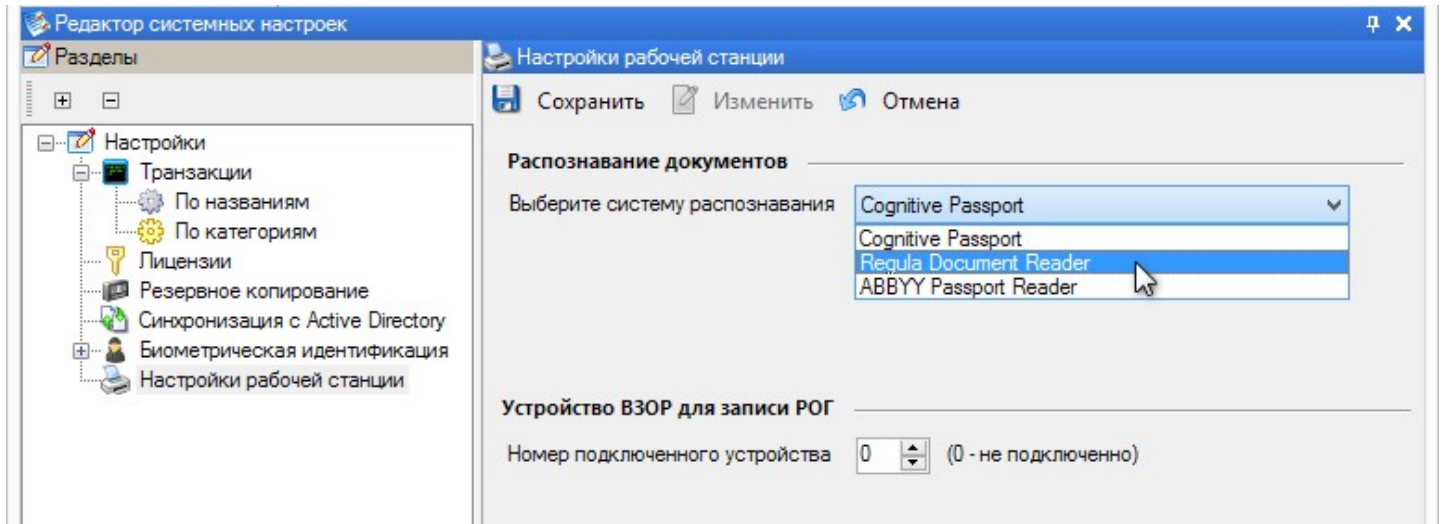 Редактор системных настроек
Разделы
Настройки
Транзакции
По названиям
По категориям
Лицензии
Резервное копирование
Синхронизация с Active Directory
Биометрическая идентификация
Настройки рабочей станции
Настройки рабочей станции
Сохранить Изменить Отмена
Распознавание документов
Выберите систему распознавания Cognitive Passport
Cognitive Passport
Regula Document Reader
ABBYY Passport Reader
Устройство ВЗОР для записи РОГ
Номер подключенного устройства 0 (0 - не подключенно)